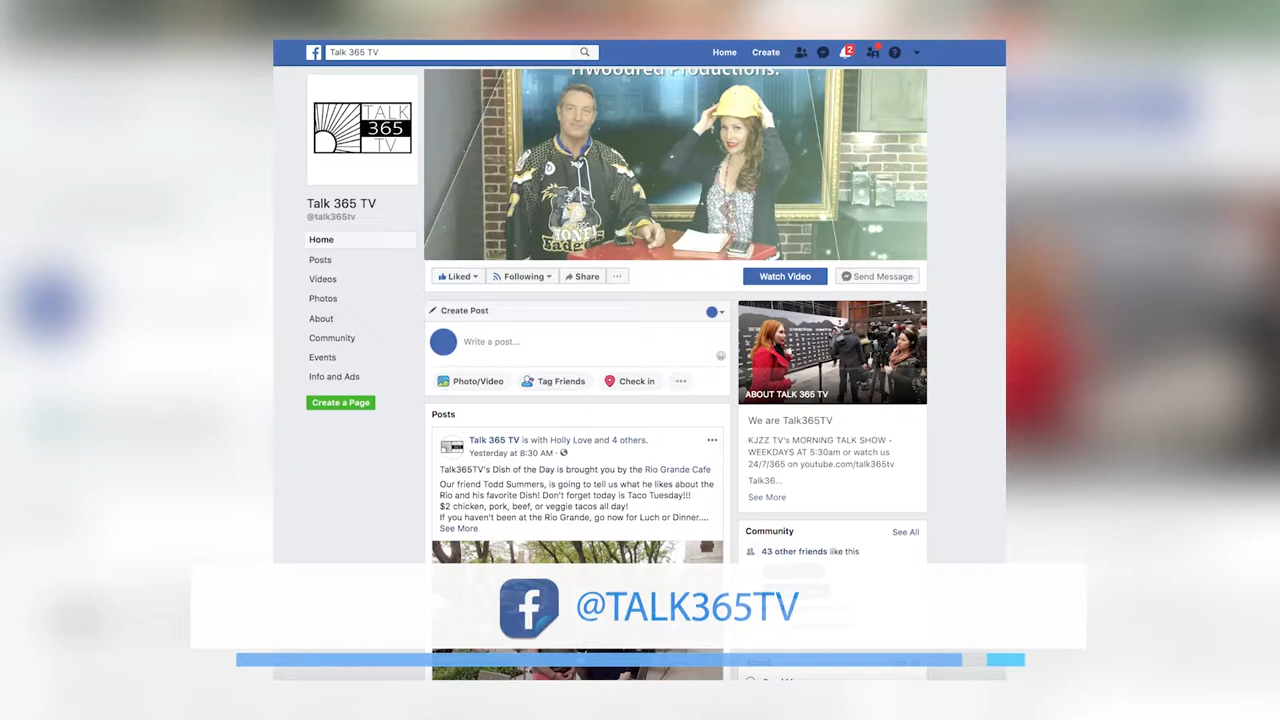 Talk 365 TV
Home
Create
2
Hwoodred Productions.
TALK
365
TV
HONEY
Badgers
Talk 365 TV
@talk365tv
Home
Posts
Videos
Photos
About
Community
Events
Info and Ads
Create a Page
Liked
Following
Share
Watch Video
Send Message
Create Post
Write a post...
Photo/Video
Tag Friends
Check in
Posts
Talk 365 TV is with Holly Love and 4 others.
Yesterday at 8:30 AM ·
Talk365TV's Dish of the Day is brought you by the Rio Grande Cafe
Our friend Todd Summers, is going to tell us what he likes about the
Rio and his favorite Dish! Don't forget today is Taco Tuesday!!!
$2 chicken, pork, beef, or veggie tacos all day!
If you haven't been at the Rio Grande, go now for Luch or Dinner....
See More
ABOUT TALK 365 TV
We are Talk365TV
KJZZ TV's MORNING TALK SHOW -
WEEKDAYS AT 5:30am or watch us
24/7/365 on youtube.com/talk365tv
Talk36...
See More
Community
See All
43 other friends like this
@TALK365TV